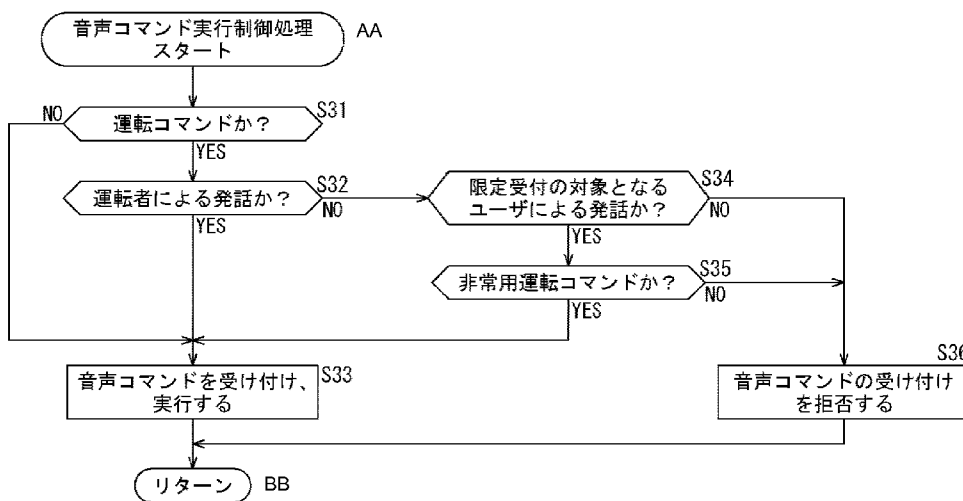 音声コマンド実行制御処理
スタート
AA
NO
運転コマンドか?
S31
YES
運転者による発話か?
S32
NO
YES
限定受付の対象となる
ユーザによる発話か?
S34
NO
YES
非常用運転コマンドか?
S35
NO
YES
音声コマンドを受け付け、
実行する
S33
音声コマンドの受け付け
を拒否する
S36
リターン
BB